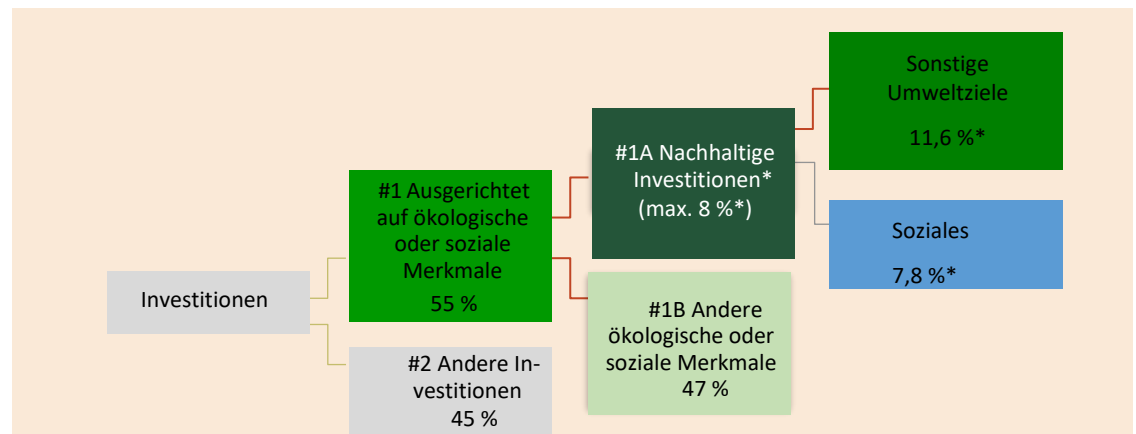 Investitionen
#1 Ausgerichtet
auf ökologische
oder soziale
Merkmale
55 %
#2 Andere In-
vestitionen
45 %
#1A Nachhaltige
Investitionen*
(max. 8 %*)
#1B Andere
ökologische oder
soziale Merkmale
47 %
Sonstige
Umweltziele
11,6 %*
Soziales
7,8 %*